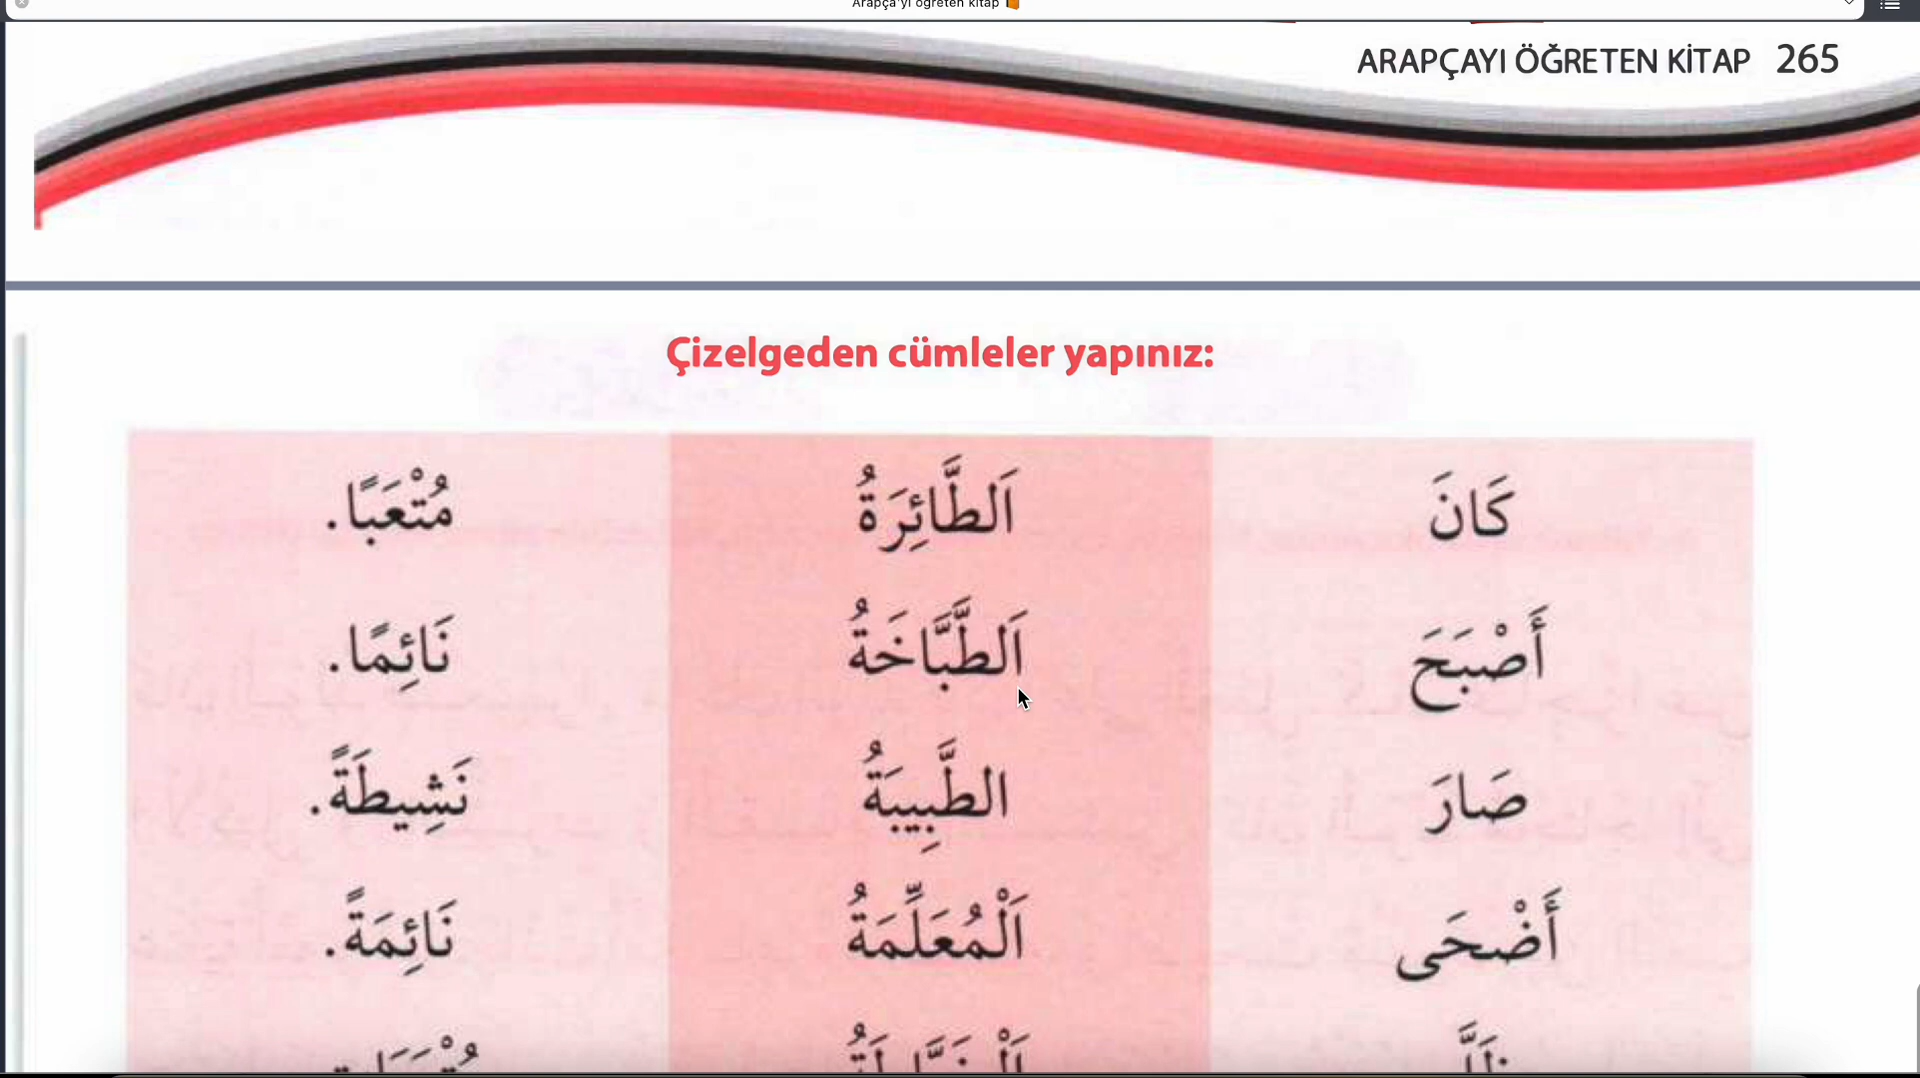 Arapça'yı öğreten kitap
ARAPÇAYI ÖĞRETEN KİTAP 265
Çizelgeden cümleler yapınız:
كَانَ اَلطَّائِرَةُ مُتْعَبًا.
أَصْبَحَ اَلطَّبَّاخَةُ نَائِمًا.
صَارَ الطَّبِيبَةُ نَشِيطَةً.
أَضْحَى اَلْمُعَلِّمَةُ نَائِمَةً.